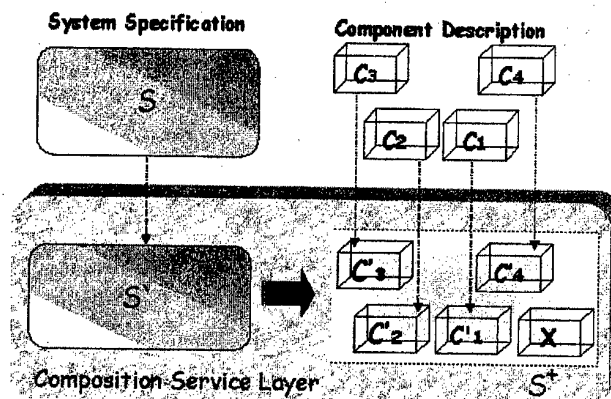 System Specification
Component Description
S
C3
C4
C2
C1
S'
C'3
C'4
C'2
C'1
X
Composition Service Layer
S+